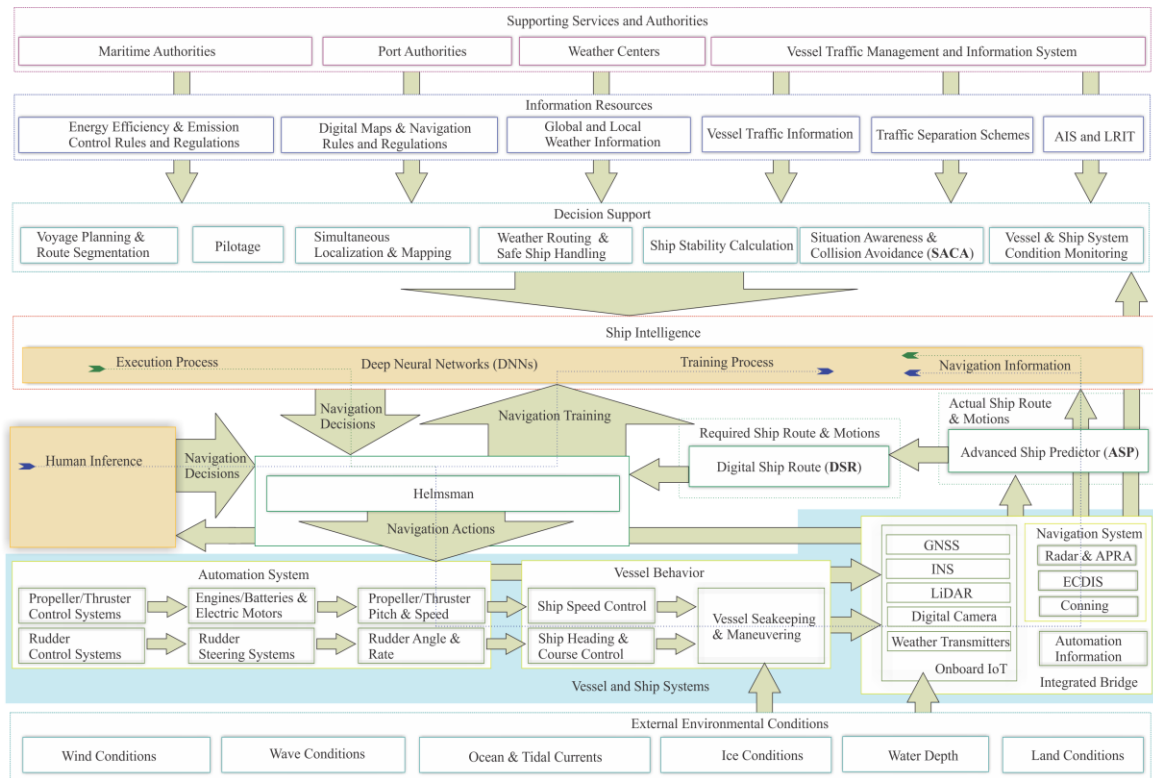 Supporting Services and Authorities
Maritime Authorities
Port Authorities
Weather Centers
Vessel Traffic Management and Information System
Information Resources
Energy Efficiency & Emission
Control Rules and Regulations
Digital Maps & Navigation
Rules and Regulations
Global and Local
Weather Information
Vessel Traffic Information
Traffic Separation Schemes
AIS and LRIT
Decision Support
Voyage Planning &
Route Segmentation
Pilotage
Simultaneous
Localization & Mapping
Weather Routing &
Safe Ship Handling
Ship Stability Calculation
Situation Awareness &
Collision Avoidance (SACA)
Vessel & Ship System
Condition Monitoring
Ship Intelligence
Execution Process
Deep Neural Networks (DNNs)
Training Process
Navigation Information
Navigation
Decisions
Navigation Training
Actual Ship Route
& Motions
Required Ship Route & Motions
Human Inference
Navigation
Decisions
Digital Ship Route (DSR)
Advanced Ship Predictor (ASP)
Helmsman
Navigation Actions
GNSS
INS
LiDAR
Digital Camera
Weather Transmitters
Onboard IoT
Navigation System
Radar & APRA
ECDIS
Conning
Automation
Information
Integrated Bridge
Automation System
Propeller/Thruster
Control Systems
Engines/Batteries &
Electric Motors
Propeller/Thruster
Pitch & Speed
Rudder
Control Systems
Rudder
Steering Systems
Rudder Angle &
Rate
Vessel Behavior
Ship Speed Control
Ship Heading &
Course Control
Vessel Seakeeping
& Maneuvering
Vessel and Ship Systems
External Environmental Conditions
Wind Conditions
Wave Conditions
Ocean & Tidal Currents
Ice Conditions
Water Depth
Land Conditions